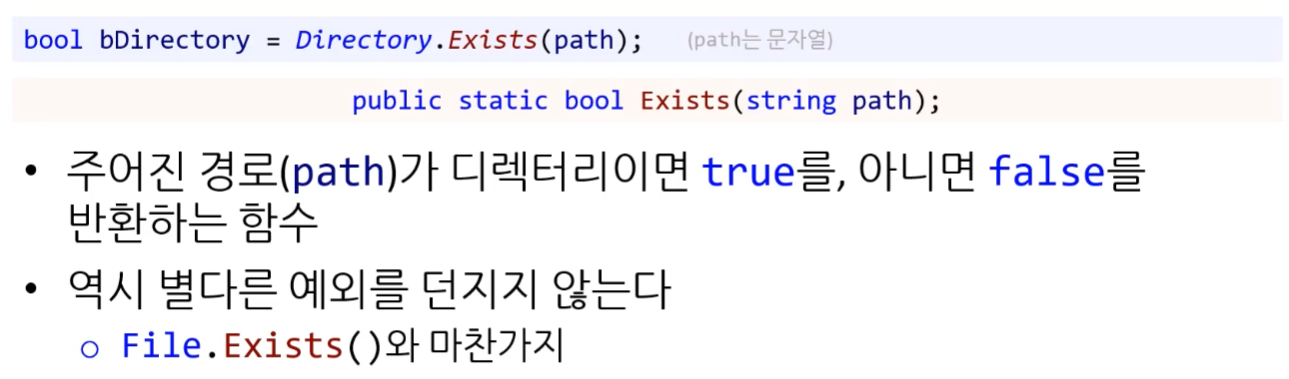 bool bDirectory = Directory.Exists(path); (path는 문자열)
public static bool Exists(string path);
• 주어진 경로(path)가 디렉터리이면 true를, 아니면 false를
반환하는 함수
• 역시 별다른 예외를 던지지 않는다
○ File.Exists()와 마찬가지